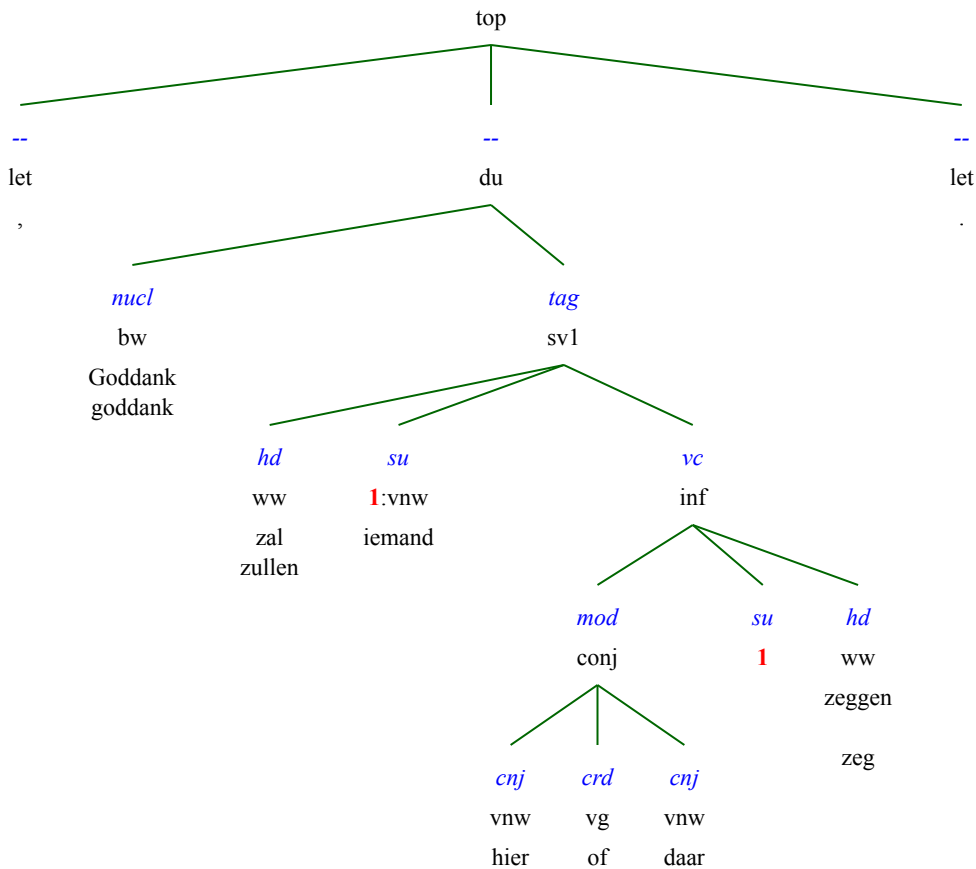 top
-- -- --
let du let
, .
nucl tag
bw sv1
Goddank
goddank
hd su vc
ww 1:vnw inf
zal iemand
zullen
mod su hd
conj 1 ww
zeggen
zeg
cnj crd cnj
vnw vg vnw
hier of daar